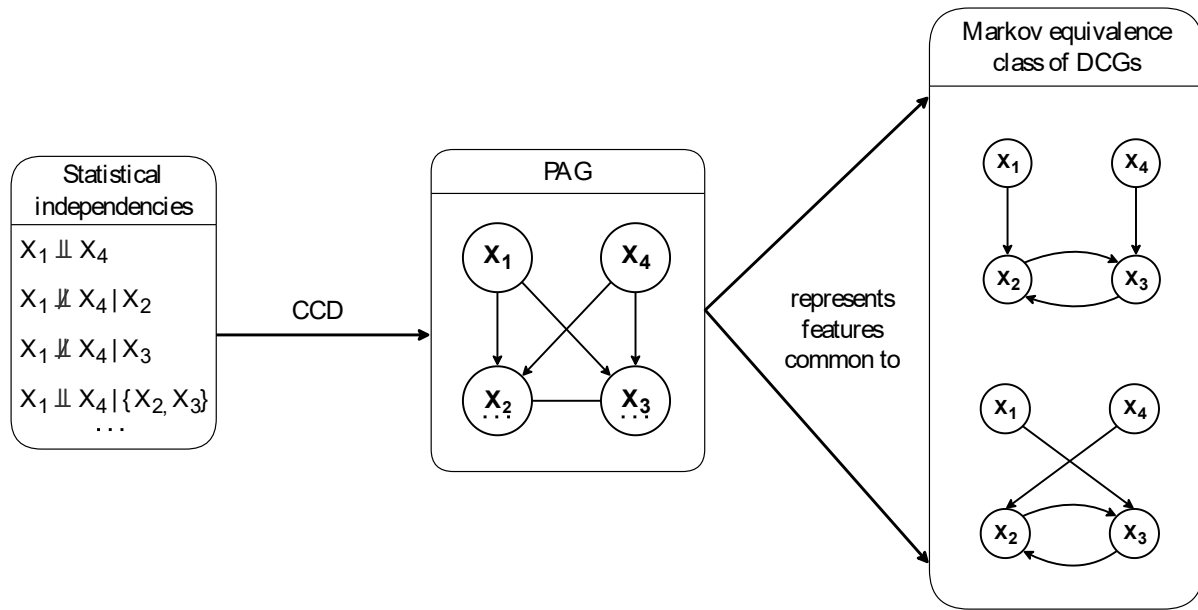 Statistical
independencies
X₁ ⫫ X₄
X₁ ⫫̸ X₄ | X₂
X₁ ⫫̸ X₄ | X₃
X₁ ⫫ X₄ | {X₂, X₃}
...
CCD
PAG
X₁ X₄
X₂ X₃
... ...
represents
features
common to
Markov equivalence
class of DCGs
X₁ X₄
X₂ X₃
X₁ X₄
X₂ X₃